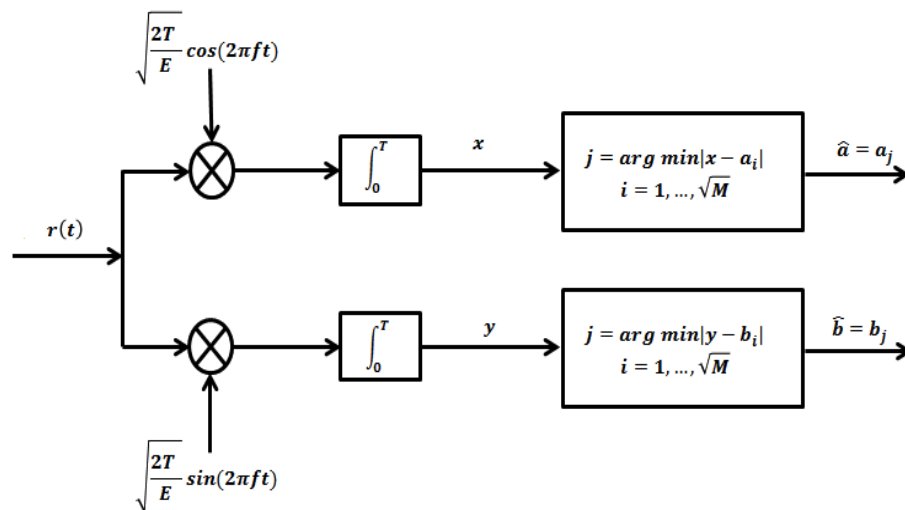 √(2T/E) cos(2πft)
∫₀ᵀ
x
j = arg min|x − aᵢ|
i = 1, …, √M
â = aⱼ
r(t)
∫₀ᵀ
y
j = arg min|y − bᵢ|
i = 1, …, √M
b̂ = bⱼ
√(2T/E) sin(2πft)